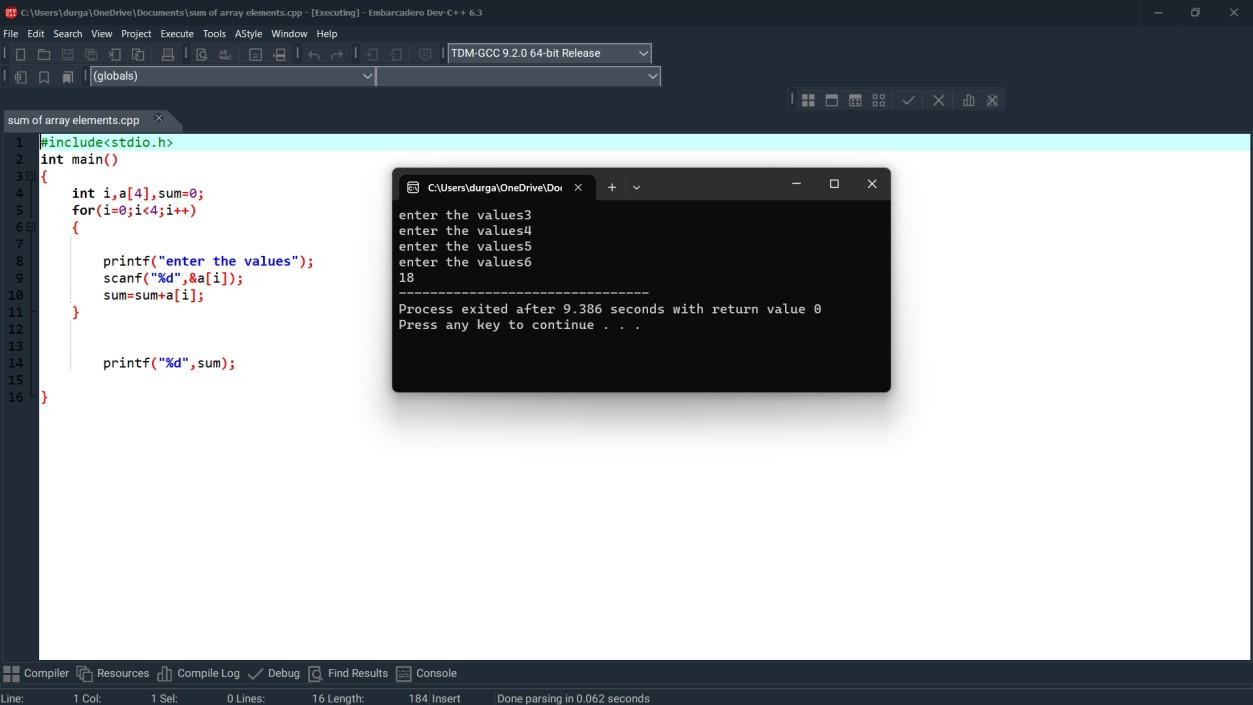 C:\Users\durga\OneDrive\Documents\sum of array elements.cpp - [Executing] - Embarcadero Dev-C++ 6.3
File Edit Search View Project Execute Tools AStyle Window Help
TDM-GCC 9.2.0 64-bit Release
(globals)
sum of array elements.cpp
1 #include<stdio.h>
2 int main()
3 {
4 int i,a[4],sum=0;
5 for(i=0;i<4;i++)
6 {
7
8 printf("enter the values");
9 scanf("%d",&a[i]);
10 sum=sum+a[i];
11 }
12
13
14 printf("%d",sum);
15
16 }
C:\Users\durga\OneDrive\Do
enter the values3
enter the values4
enter the values5
enter the values6
18
--------------------------------
Process exited after 9.386 seconds with return value 0
Press any key to continue . . .
Compiler Resources Compile Log Debug Find Results Console
Line: 1 Col: 1 Sel: 0 Lines: 16 Length: 184 Insert Done parsing in 0.062 seconds